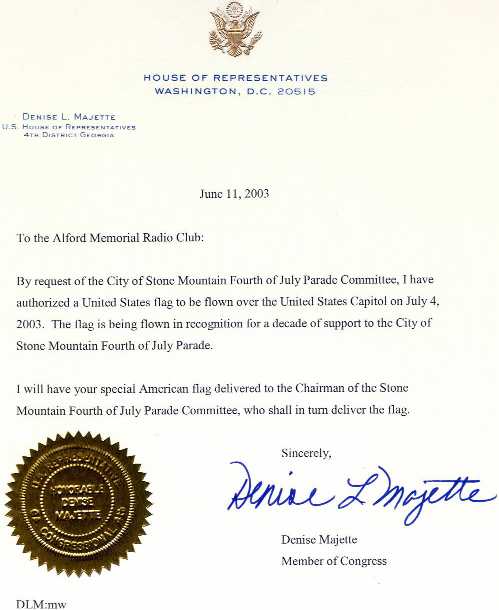 HOUSE OF REPRESENTATIVES
WASHINGTON, D.C. 20515
DENISE L. MAJETTE
U.S. HOUSE OF REPRESENTATIVES
4TH DISTRICT GEORGIA
June 11, 2003
To the Alford Memorial Radio Club:
By request of the City of Stone Mountain Fourth of July Parade Committee, I have
authorized a United States flag to be flown over the United States Capitol on July 4,
2003.  The flag is being flown in recognition for a decade of support to the City of
Stone Mountain Fourth of July Parade.
I will have your special American flag delivered to the Chairman of the Stone
Mountain Fourth of July Parade Committee, who shall in turn deliver the flag.
Sincerely,
Denise L Majette
Denise Majette
Member of Congress
HONORABLE
DENISE
MAJETTE
DLM:mw